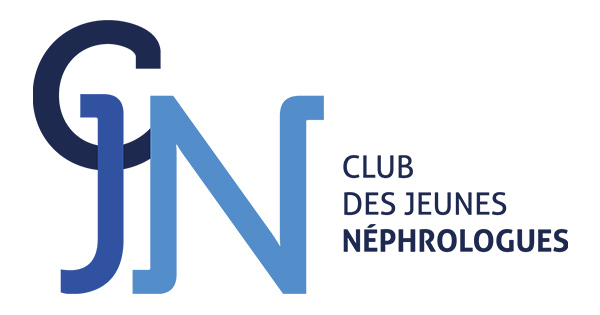 CJN
CLUB
DES JEUNES
NÉPHROLOGUES